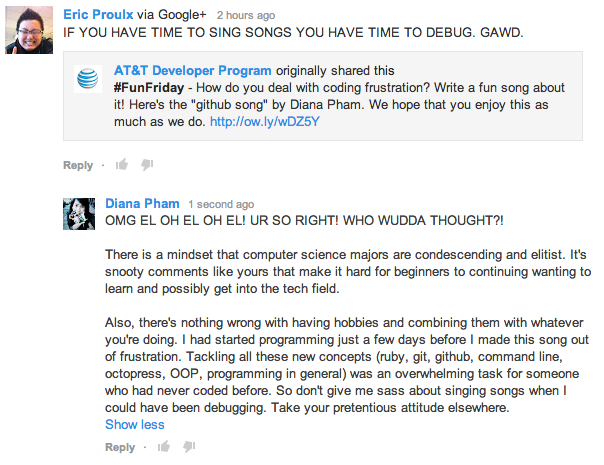 Eric Proulx via Google+ 2 hours ago
IF YOU HAVE TIME TO SING SONGS YOU HAVE TIME TO DEBUG. GAWD.
AT&T Developer Program originally shared this
#FunFriday - How do you deal with coding frustration? Write a fun song about
it! Here's the "github song" by Diana Pham. We hope that you enjoy this as
much as we do. http://ow.ly/wDZ5Y
Reply ·
Diana Pham 1 second ago
OMG EL OH EL OH EL! UR SO RIGHT! WHO WUDDA THOUGHT?!
There is a mindset that computer science majors are condescending and elitist. It's
snooty comments like yours that make it hard for beginners to continuing wanting to
learn and possibly get into the tech field.
Also, there's nothing wrong with having hobbies and combining them with whatever
you're doing. I had started programming just a few days before I made this song out
of frustration. Tackling all these new concepts (ruby, git, github, command line,
octopress, OOP, programming in general) was an overwhelming task for someone
who had never coded before. So don't give me sass about singing songs when I
could have been debugging. Take your pretentious attitude elsewhere.
Show less
Reply ·